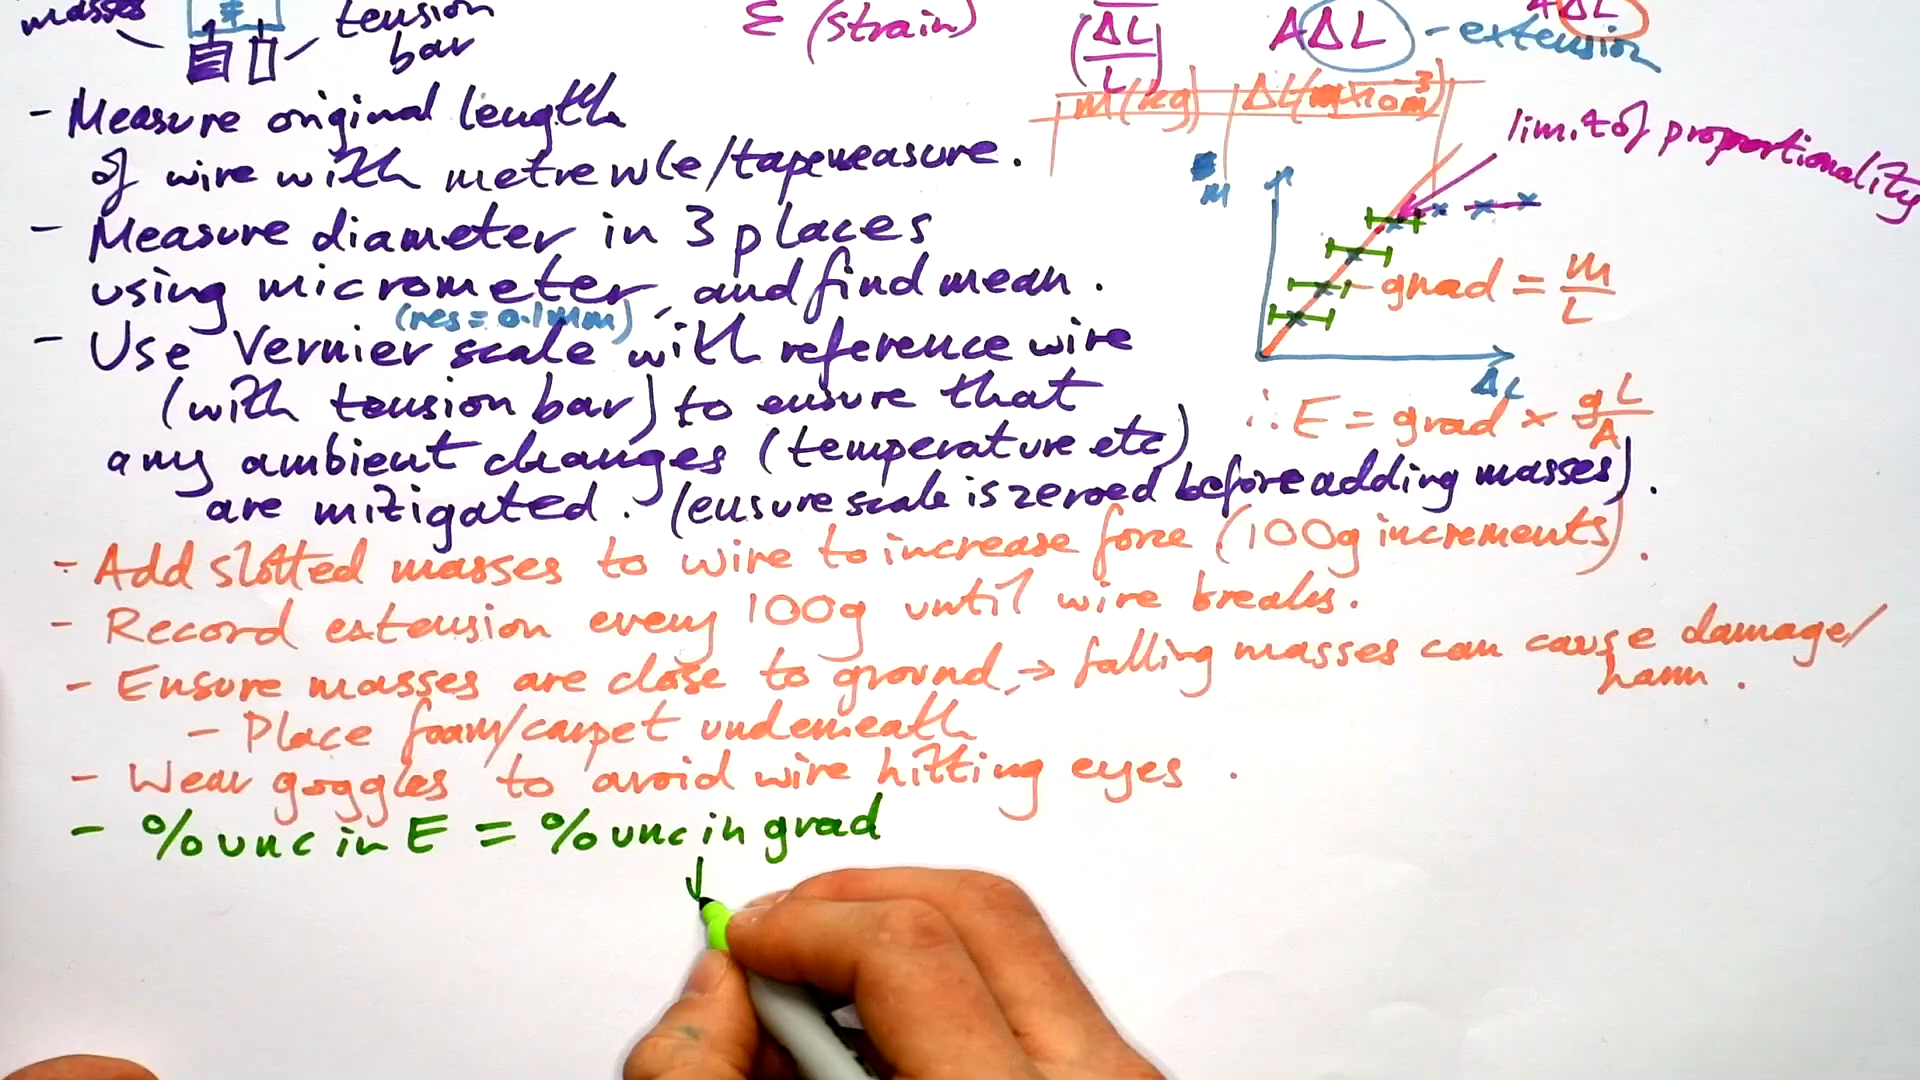 masses
tension
bar
ε (strain)
(ΔL/L)
AΔL - extension
AΔL
- Measure original length
of wire with metre rule/tape measure.
- Measure diameter in 3 places
using micrometer, and find mean.
(res = 0.1mm)
- Use Vernier scale with reference wire
(with tension bar) to ensure that
any ambient changes (temperature etc)
are mitigated. (ensure scale is zeroed before adding masses).
m(kg) ΔL(
limit of proportionality
m
grad = m/L
ΔL
∴ E = grad × gL/A
- Add slotted masses to wire to increase force (100g increments).
- Record extension every 100g until wire breaks.
- Ensure masses are close to ground, → falling masses can cause damage/
harm.
- Place foam/carpet underneath
- Wear goggles to avoid wire hitting eyes.
- % unc in E = % unc in grad